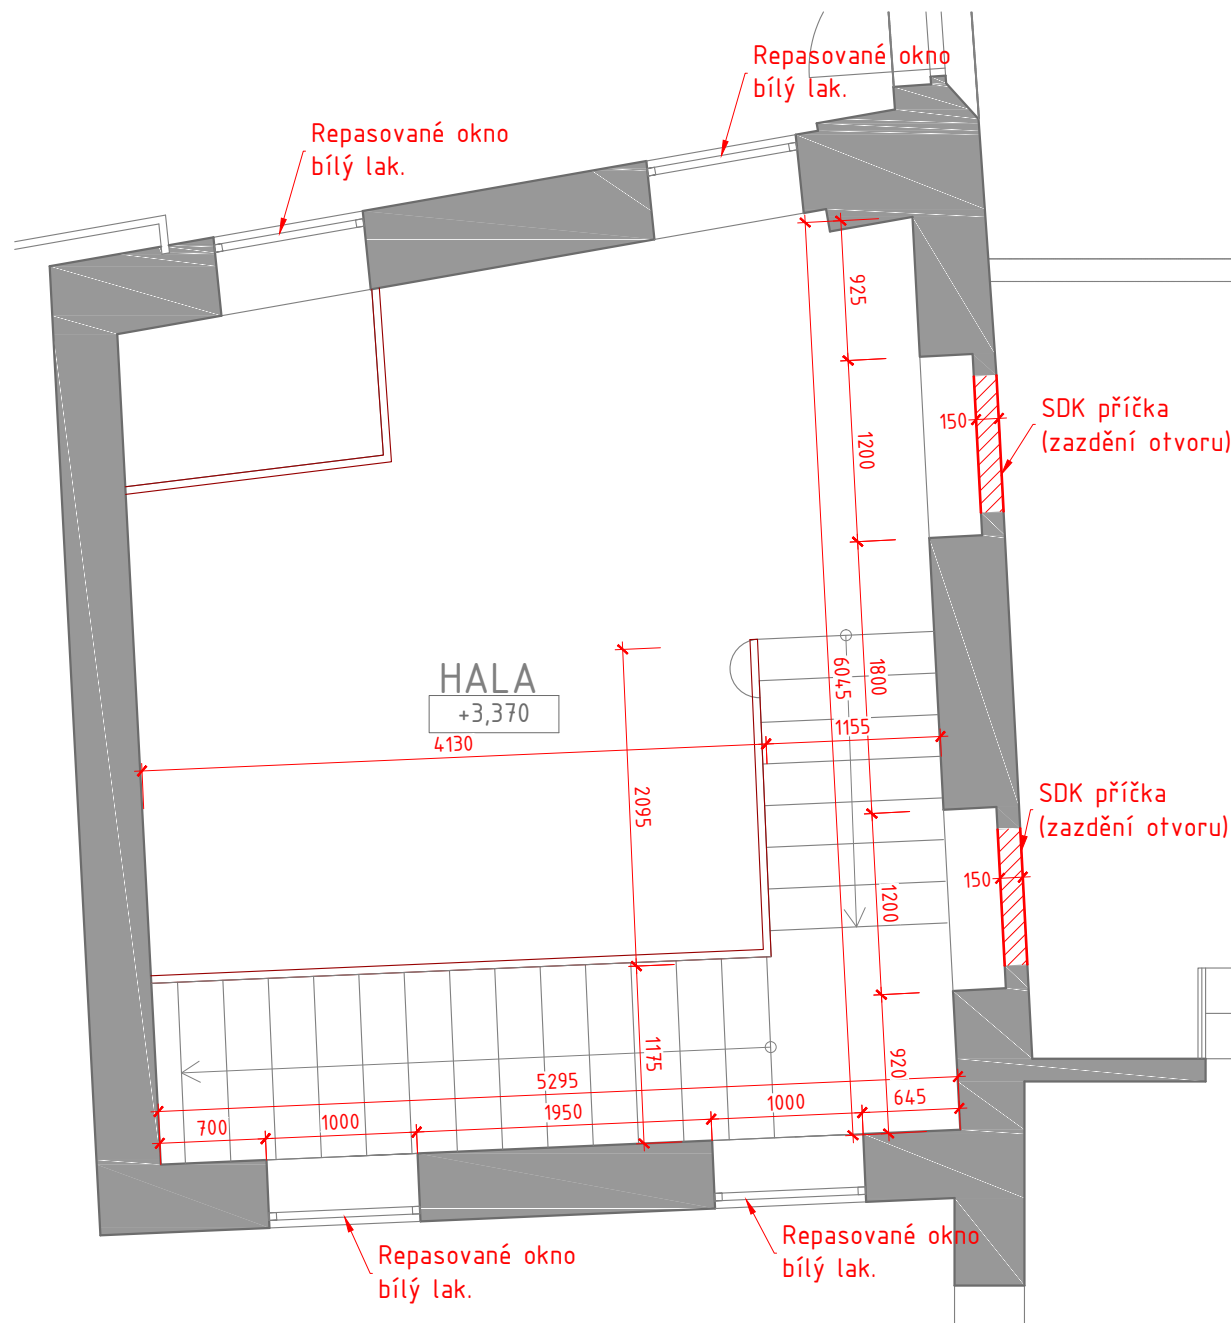 Repasované okno
bílý lak.
Repasované okno
bílý lak.
925
150
SDK příčka
(zazdění otvoru)
1200
HALA
+3,370
6045
1800
4130
1155
2095
SDK příčka
(zazdění otvoru)
150
1200
1175
920
5295
700
1000
1950
1000
645
Repasované okno
bílý lak.
Repasované okno
bílý lak.